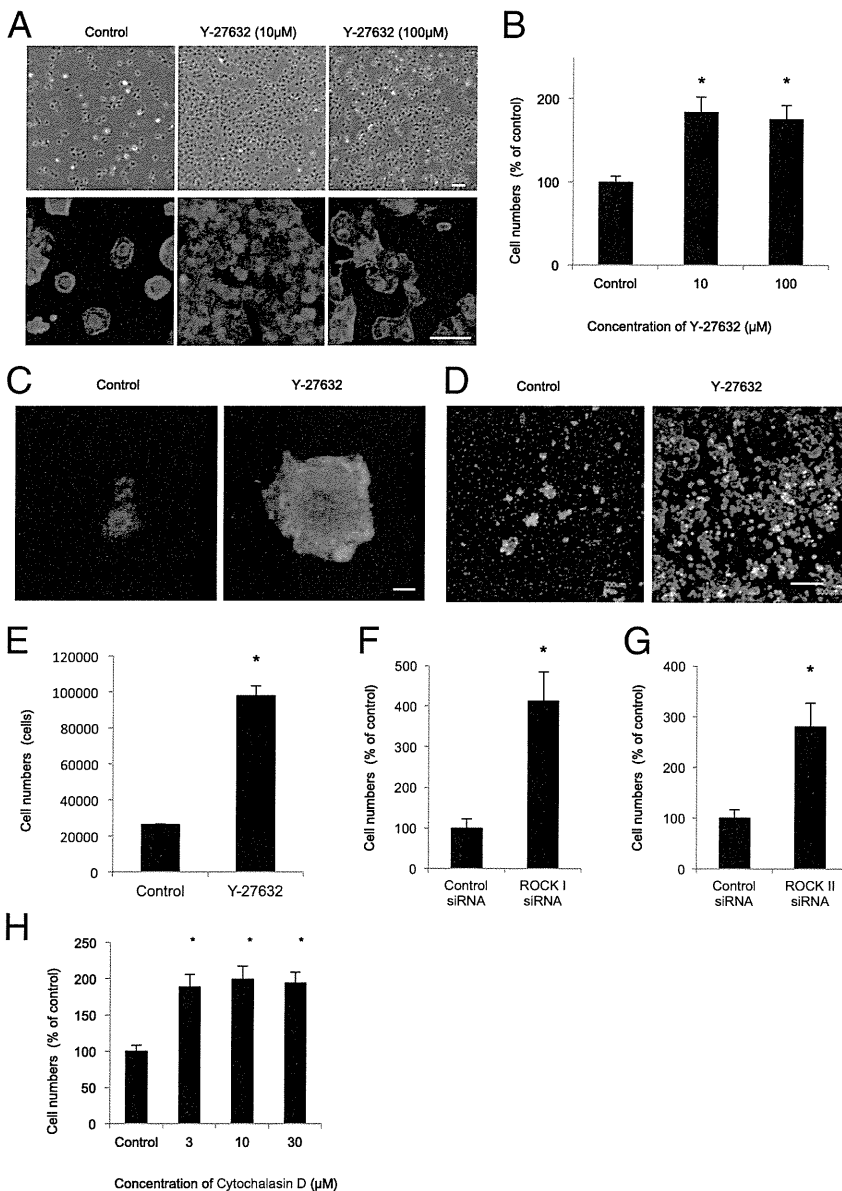 A
Control
Y-27632 (10µM)
Y-27632 (100µM)
B
Cell numbers (% of control)
200
100
0
*
*
Control
10
100
Concentration of Y-27632 (µM)
C
Control
Y-27632
D
Control
Y-27632
E
Cell numbers (cells)
120000
100000
80000
60000
40000
20000
0
*
Control
Y-27632
F
Cell numbers (% of control)
500
400
300
200
100
0
*
Control
siRNA
ROCK I
siRNA
G
Cell numbers (% of control)
400
300
200
100
0
*
Control
siRNA
ROCK II
siRNA
H
Cell numbers (% of control)
250
200
150
100
50
0
*
*
*
Control
3
10
30
Concentration of Cytochalasin D (µM)